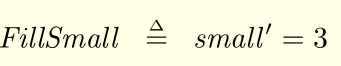 FillSmall ≜ small′ = 3